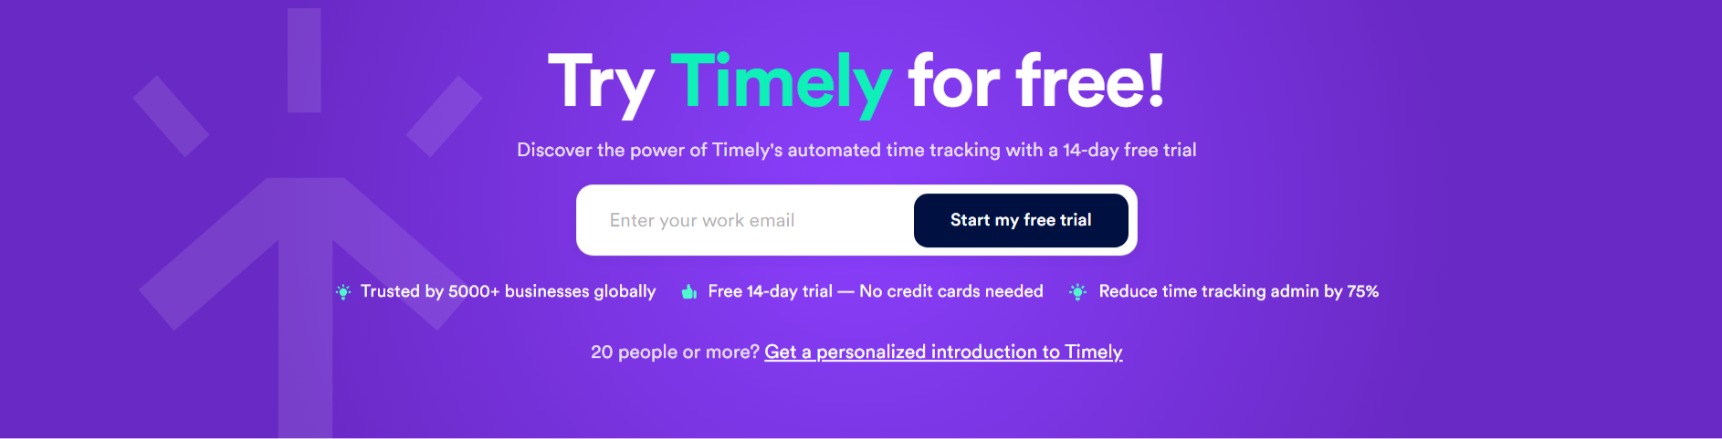 Try Timely for free!
Discover the power of Timely's automated time tracking with a 14-day free trial
Enter your work email Start my free trial
Trusted by 5000+ businesses globally Free 14-day trial — No credit cards needed Reduce time tracking admin by 75%
20 people or more? Get a personalized introduction to Timely